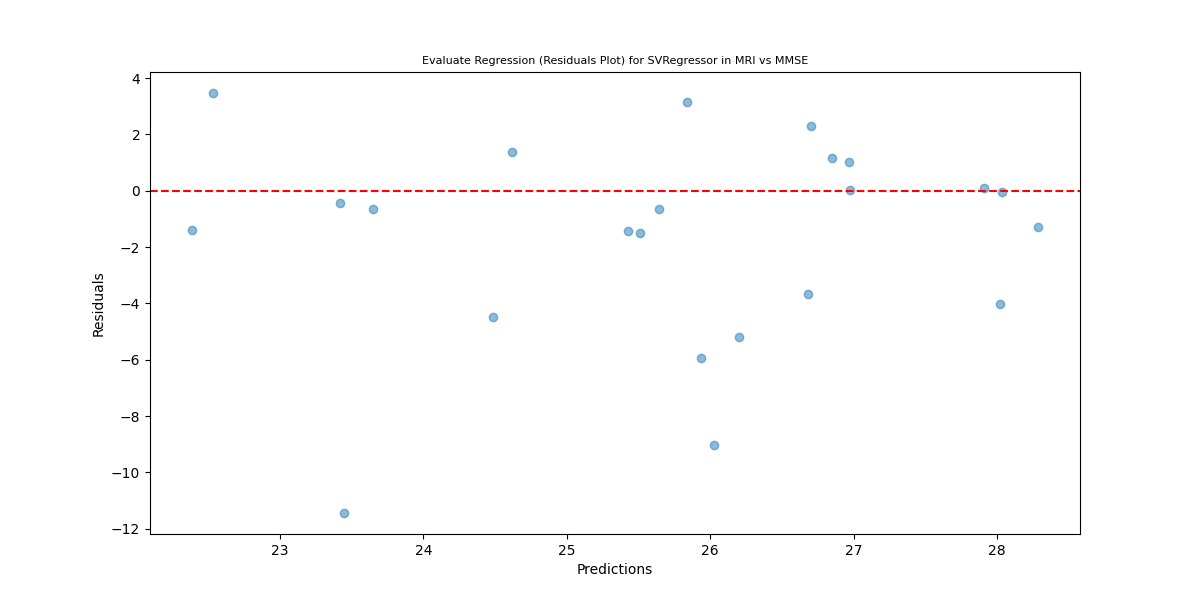 Evaluate Regression (Residuals Plot) for SVRegressor in MRI vs MMSE
4
2
0
−2
−4
−6
−8
−10
−12
Residuals
23 24 25 26 27 28
Predictions